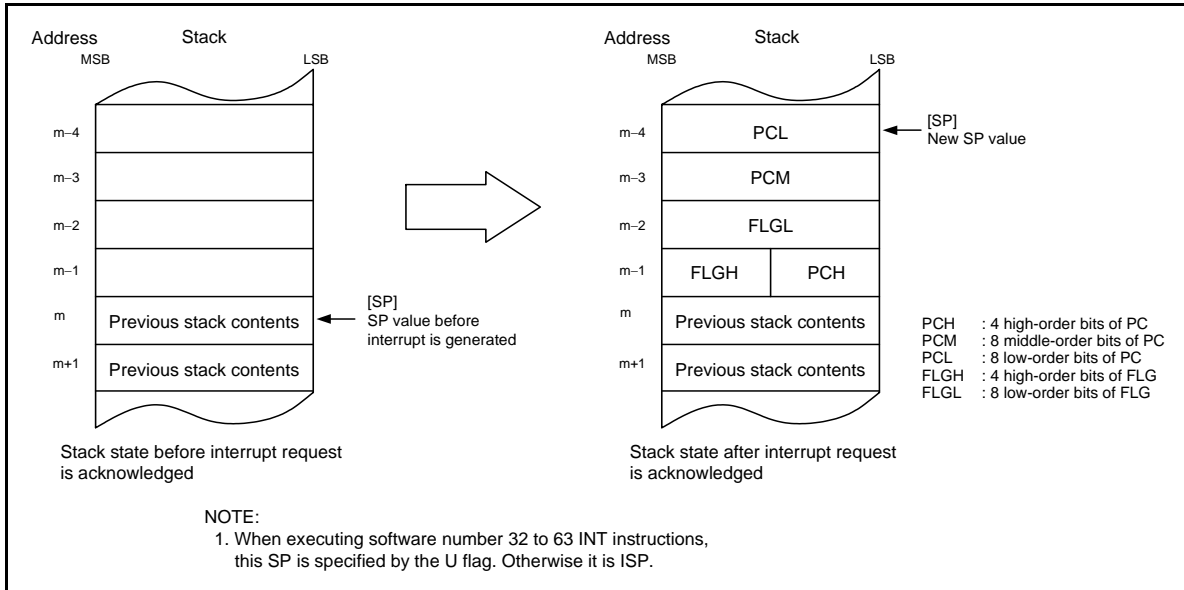 Address Stack
MSB LSB
m−4
m−3
m−2
m−1
m Previous stack contents
m+1 Previous stack contents
[SP]
SP value before
interrupt is generated
Stack state before interrupt request
is acknowledged
Address Stack
MSB LSB
m−4 PCL
m−3 PCM
m−2 FLGL
m−1 FLGH PCH
m Previous stack contents
m+1 Previous stack contents
[SP]
New SP value
Stack state after interrupt request
is acknowledged
PCH : 4 high-order bits of PC
PCM : 8 middle-order bits of PC
PCL : 8 low-order bits of PC
FLGH : 4 high-order bits of FLG
FLGL : 8 low-order bits of FLG
NOTE:
1. When executing software number 32 to 63 INT instructions,
this SP is specified by the U flag. Otherwise it is ISP.